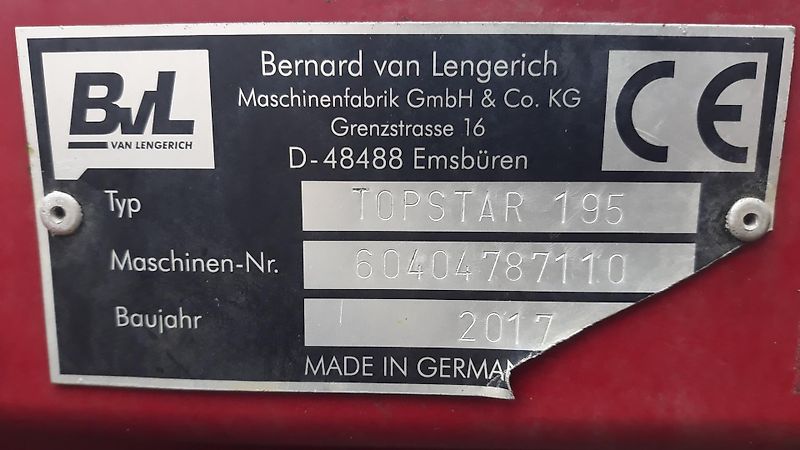 BvL
VAN LENGERICH
Bernard van Lengerich
Maschinenfabrik GmbH & Co. KG
Grenzstrasse 16
D-48488 Emsbüren
CE
Typ TOPSTAR 195
Maschinen-Nr. 60404787110
Baujahr 2017
MADE IN GERMAN